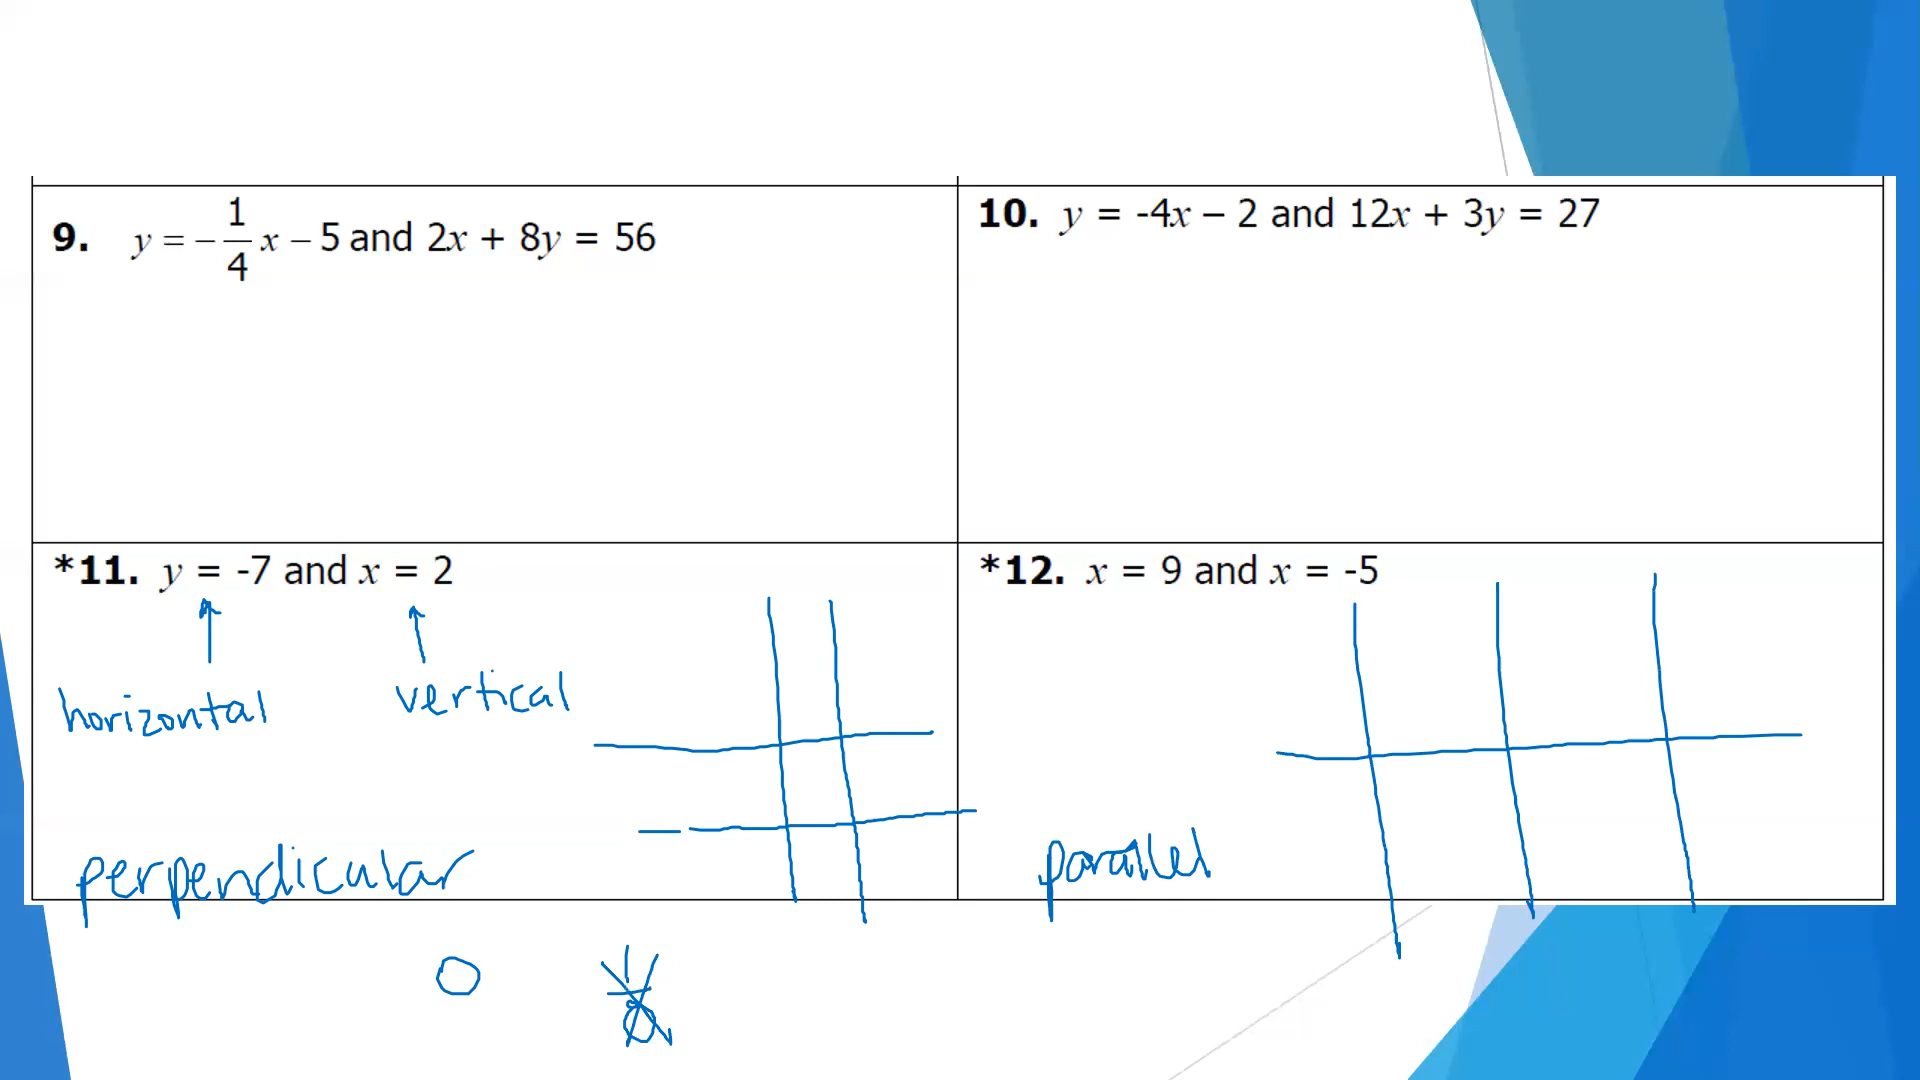 9. y = -1/4 x - 5 and 2x + 8y = 56
10. y = -4x – 2 and 12x + 3y = 27
*11. y = -7 and x = 2
horizontal vertical
perpendicular
0
*12. x = 9 and x = -5
parallel